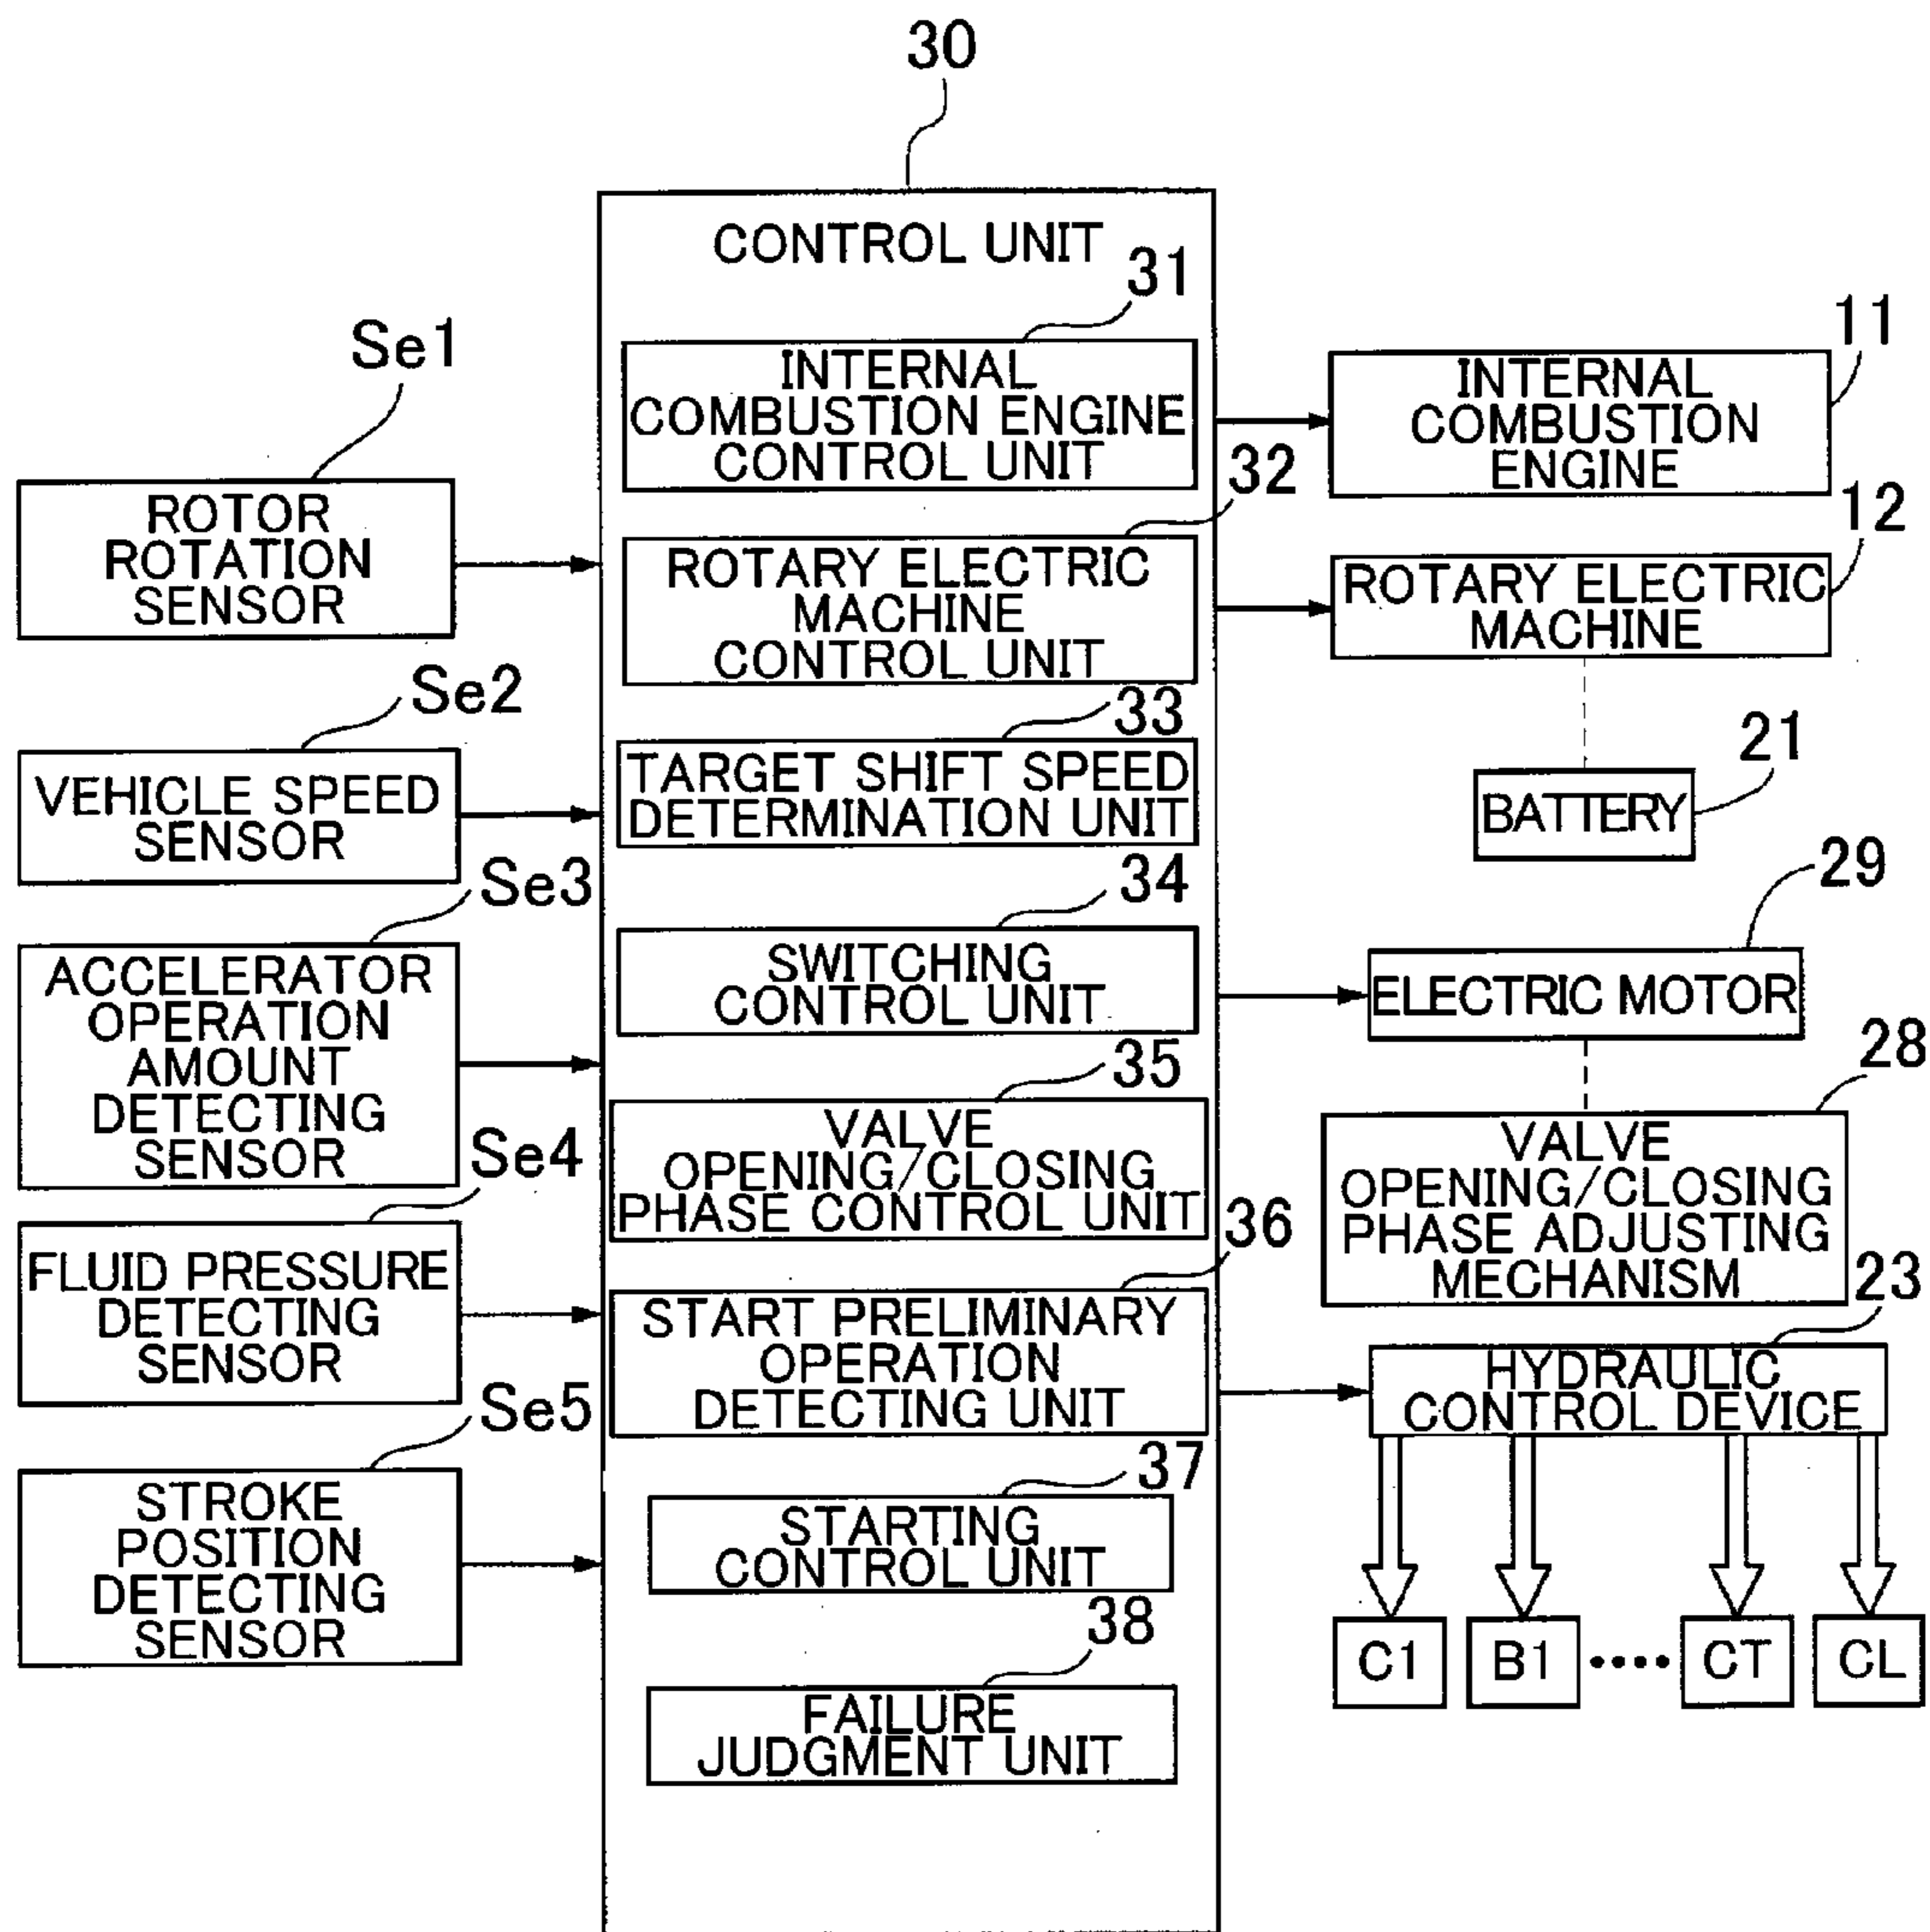 30
CONTROL UNIT
31
INTERNAL
COMBUSTION ENGINE
CONTROL UNIT
32
ROTARY ELECTRIC
MACHINE
CONTROL UNIT
33
TARGET SHIFT SPEED
DETERMINATION UNIT
34
SWITCHING
CONTROL UNIT
35
VALVE
OPENING/CLOSING
PHASE CONTROL UNIT
36
START PRELIMINARY
OPERATION
DETECTING UNIT
37
STARTING
CONTROL UNIT
38
FAILURE
JUDGMENT UNIT
Se1
ROTOR
ROTATION
SENSOR
Se2
VEHICLE SPEED
SENSOR
Se3
ACCELERATOR
OPERATION
AMOUNT
DETECTING
SENSOR
Se4
FLUID PRESSURE
DETECTING
SENSOR
Se5
STROKE
POSITION
DETECTING
SENSOR
11
INTERNAL
COMBUSTION
ENGINE
12
ROTARY ELECTRIC
MACHINE
21
BATTERY
29
ELECTRIC MOTOR
28
VALVE
OPENING/CLOSING
PHASE ADJUSTING
MECHANISM
23
HYDRAULIC
CONTROL DEVICE
C1 B1 •••• CT CL